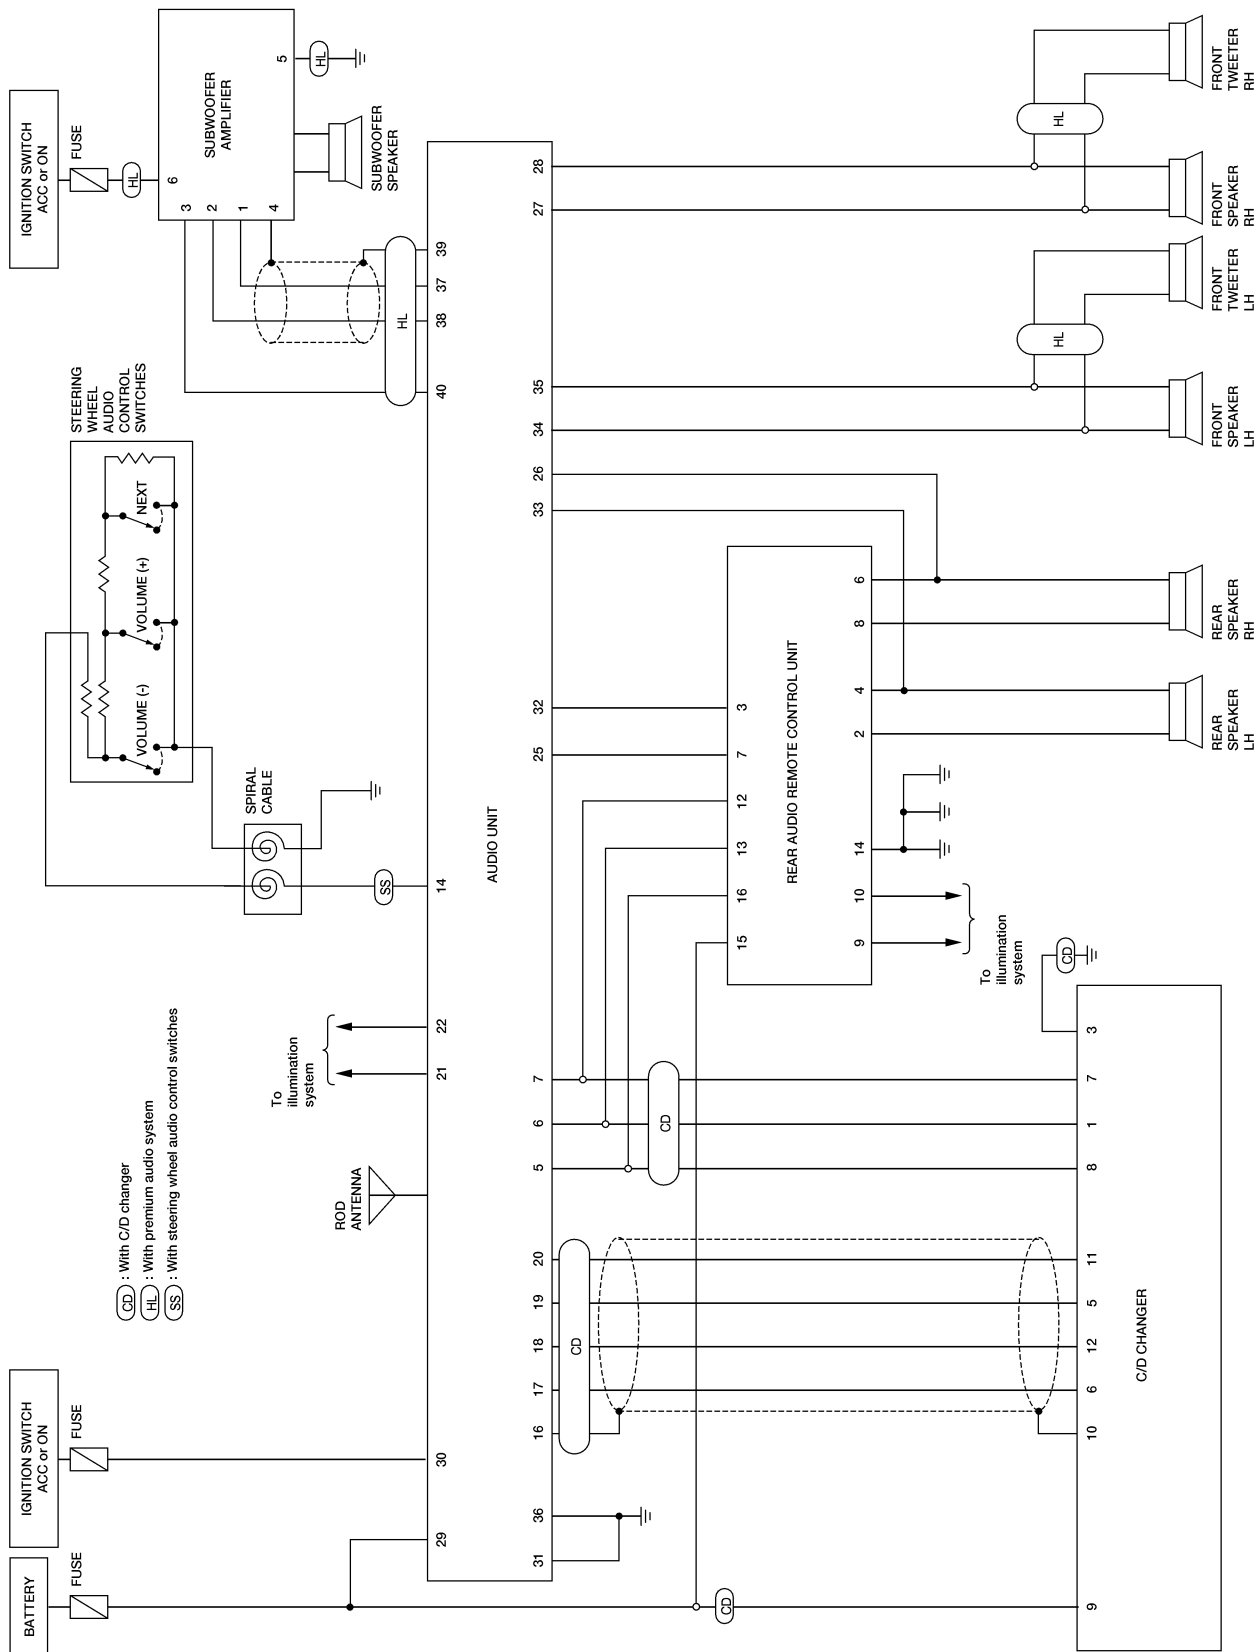 BATTERY
FUSE
IGNITION SWITCH
ACC or ON
FUSE
CD : With C/D changer
HL : With premium audio system
SS : With steering wheel audio control switches
ROD
ANTENNA
To
illumination
system
SPIRAL
CABLE
SS
STEERING
WHEEL
AUDIO
CONTROL
SWITCHES
VOLUME (-)
VOLUME (+)
NEXT
IGNITION SWITCH
ACC or ON
FUSE
HL
SUBWOOFER
AMPLIFIER
6
5
3
2
1
4
HL
SUBWOOFER
SPEAKER
HL
29
30
21
22
14
40
38
37
39
AUDIO UNIT
31
36
16
17
18
19
20
5
6
7
25
32
33
26
34
35
27
28
CD
CD
CD
15
16
13
12
7
3
REAR AUDIO REMOTE CONTROL UNIT
9
10
14
2
4
8
6
To
illumination
system
CD
HL
HL
9
10
6
12
5
11
8
1
7
3
C/D CHANGER
REAR
SPEAKER
LH
REAR
SPEAKER
RH
FRONT
SPEAKER
LH
FRONT
TWEETER
LH
FRONT
SPEAKER
RH
FRONT
TWEETER
RH